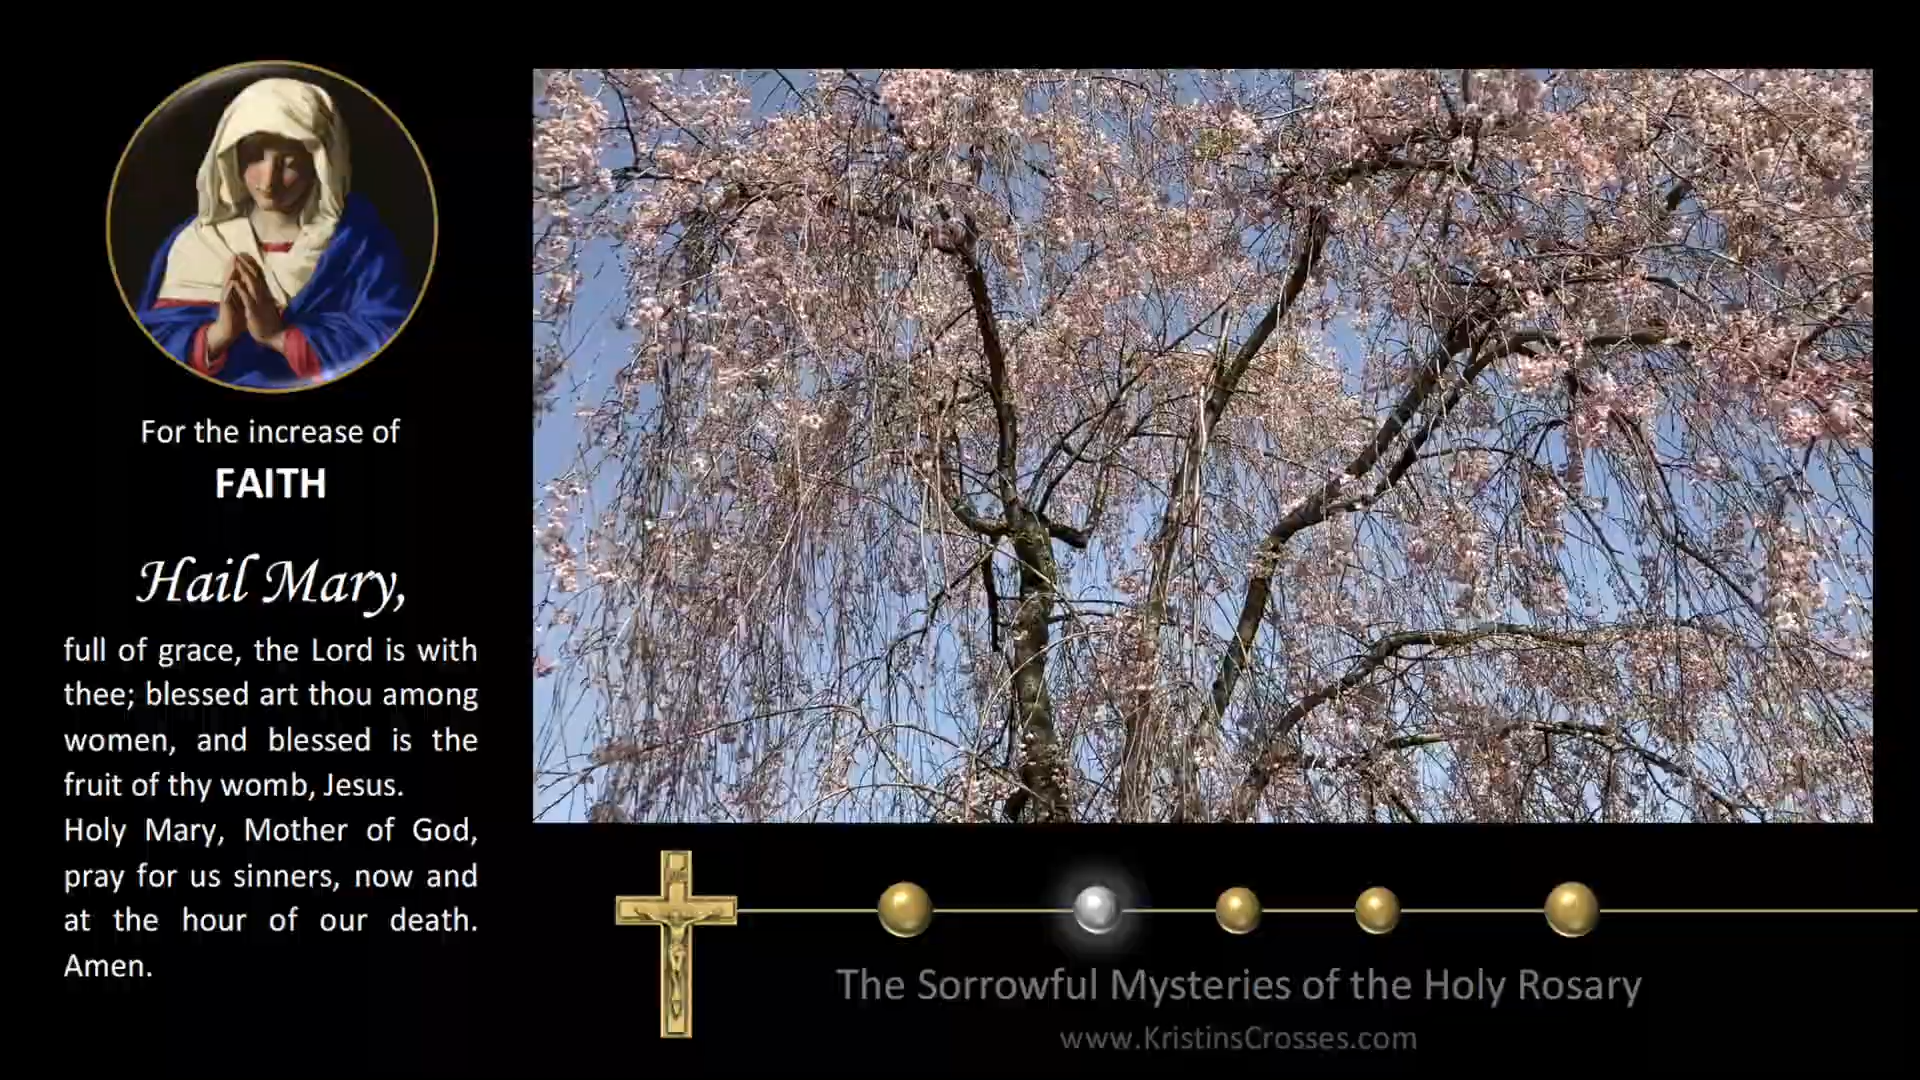 For the increase of
FAITH
Hail Mary,
full of grace, the Lord is with
thee; blessed art thou among
women, and blessed is the
fruit of thy womb, Jesus.
Holy Mary, Mother of God,
pray for us sinners, now and
at the hour of our death.
Amen.
The Sorrowful Mysteries of the Holy Rosary
www.KristinsCrosses.com